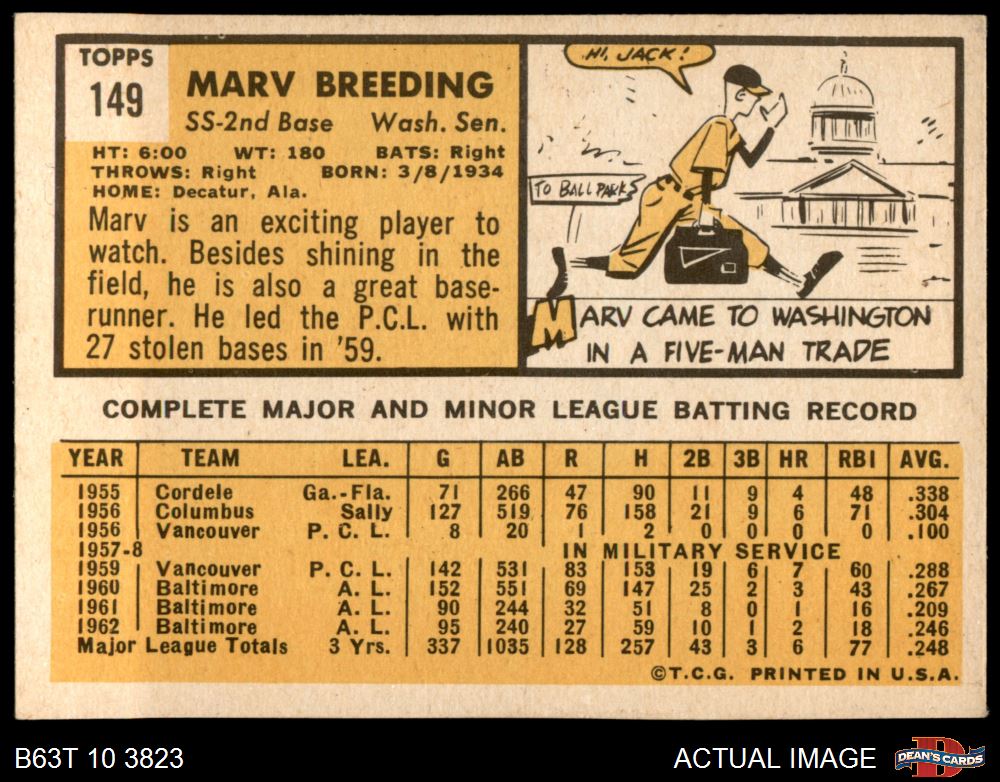 TOPPS
149
MARV BREEDING
SS-2nd Base Wash. Sen.
HT: 6:00 WT: 180 BATS: Right
THROWS: Right BORN: 3/8/1934
HOME: Decatur, Ala.
Marv is an exciting player to
watch. Besides shining in the
field, he is also a great base-
runner. He led the P.C.L. with
27 stolen bases in '59.
HI, JACK!
TO BALL PARKS
MARV CAME TO WASHINGTON
IN A FIVE-MAN TRADE
COMPLETE MAJOR AND MINOR LEAGUE BATTING RECORD
YEAR TEAM LEA. G AB R H 2B 3B HR RBI AVG.
1955 Cordele Ga.-Fla. 71 266 47 90 11 9 4 48 .338
1956 Columbus Sally 127 519 76 158 21 9 6 71 .304
1956 Vancouver P. C. L. 8 20 1 2 0 0 0 0 .100
1957-8 IN MILITARY SERVICE
1959 Vancouver P. C. L. 142 531 83 153 19 6 7 60 .288
1960 Baltimore A. L. 152 551 69 147 25 2 3 43 .267
1961 Baltimore A. L. 90 244 32 51 8 0 1 16 .209
1962 Baltimore A. L. 95 240 27 59 10 1 2 18 .246
Major League Totals 3 Yrs. 337 1035 128 257 43 3 6 77 .248
©T.C.G. PRINTED IN U.S.A.
B63T 10 3823
ACTUAL IMAGE
D
DEAN'S CARDS